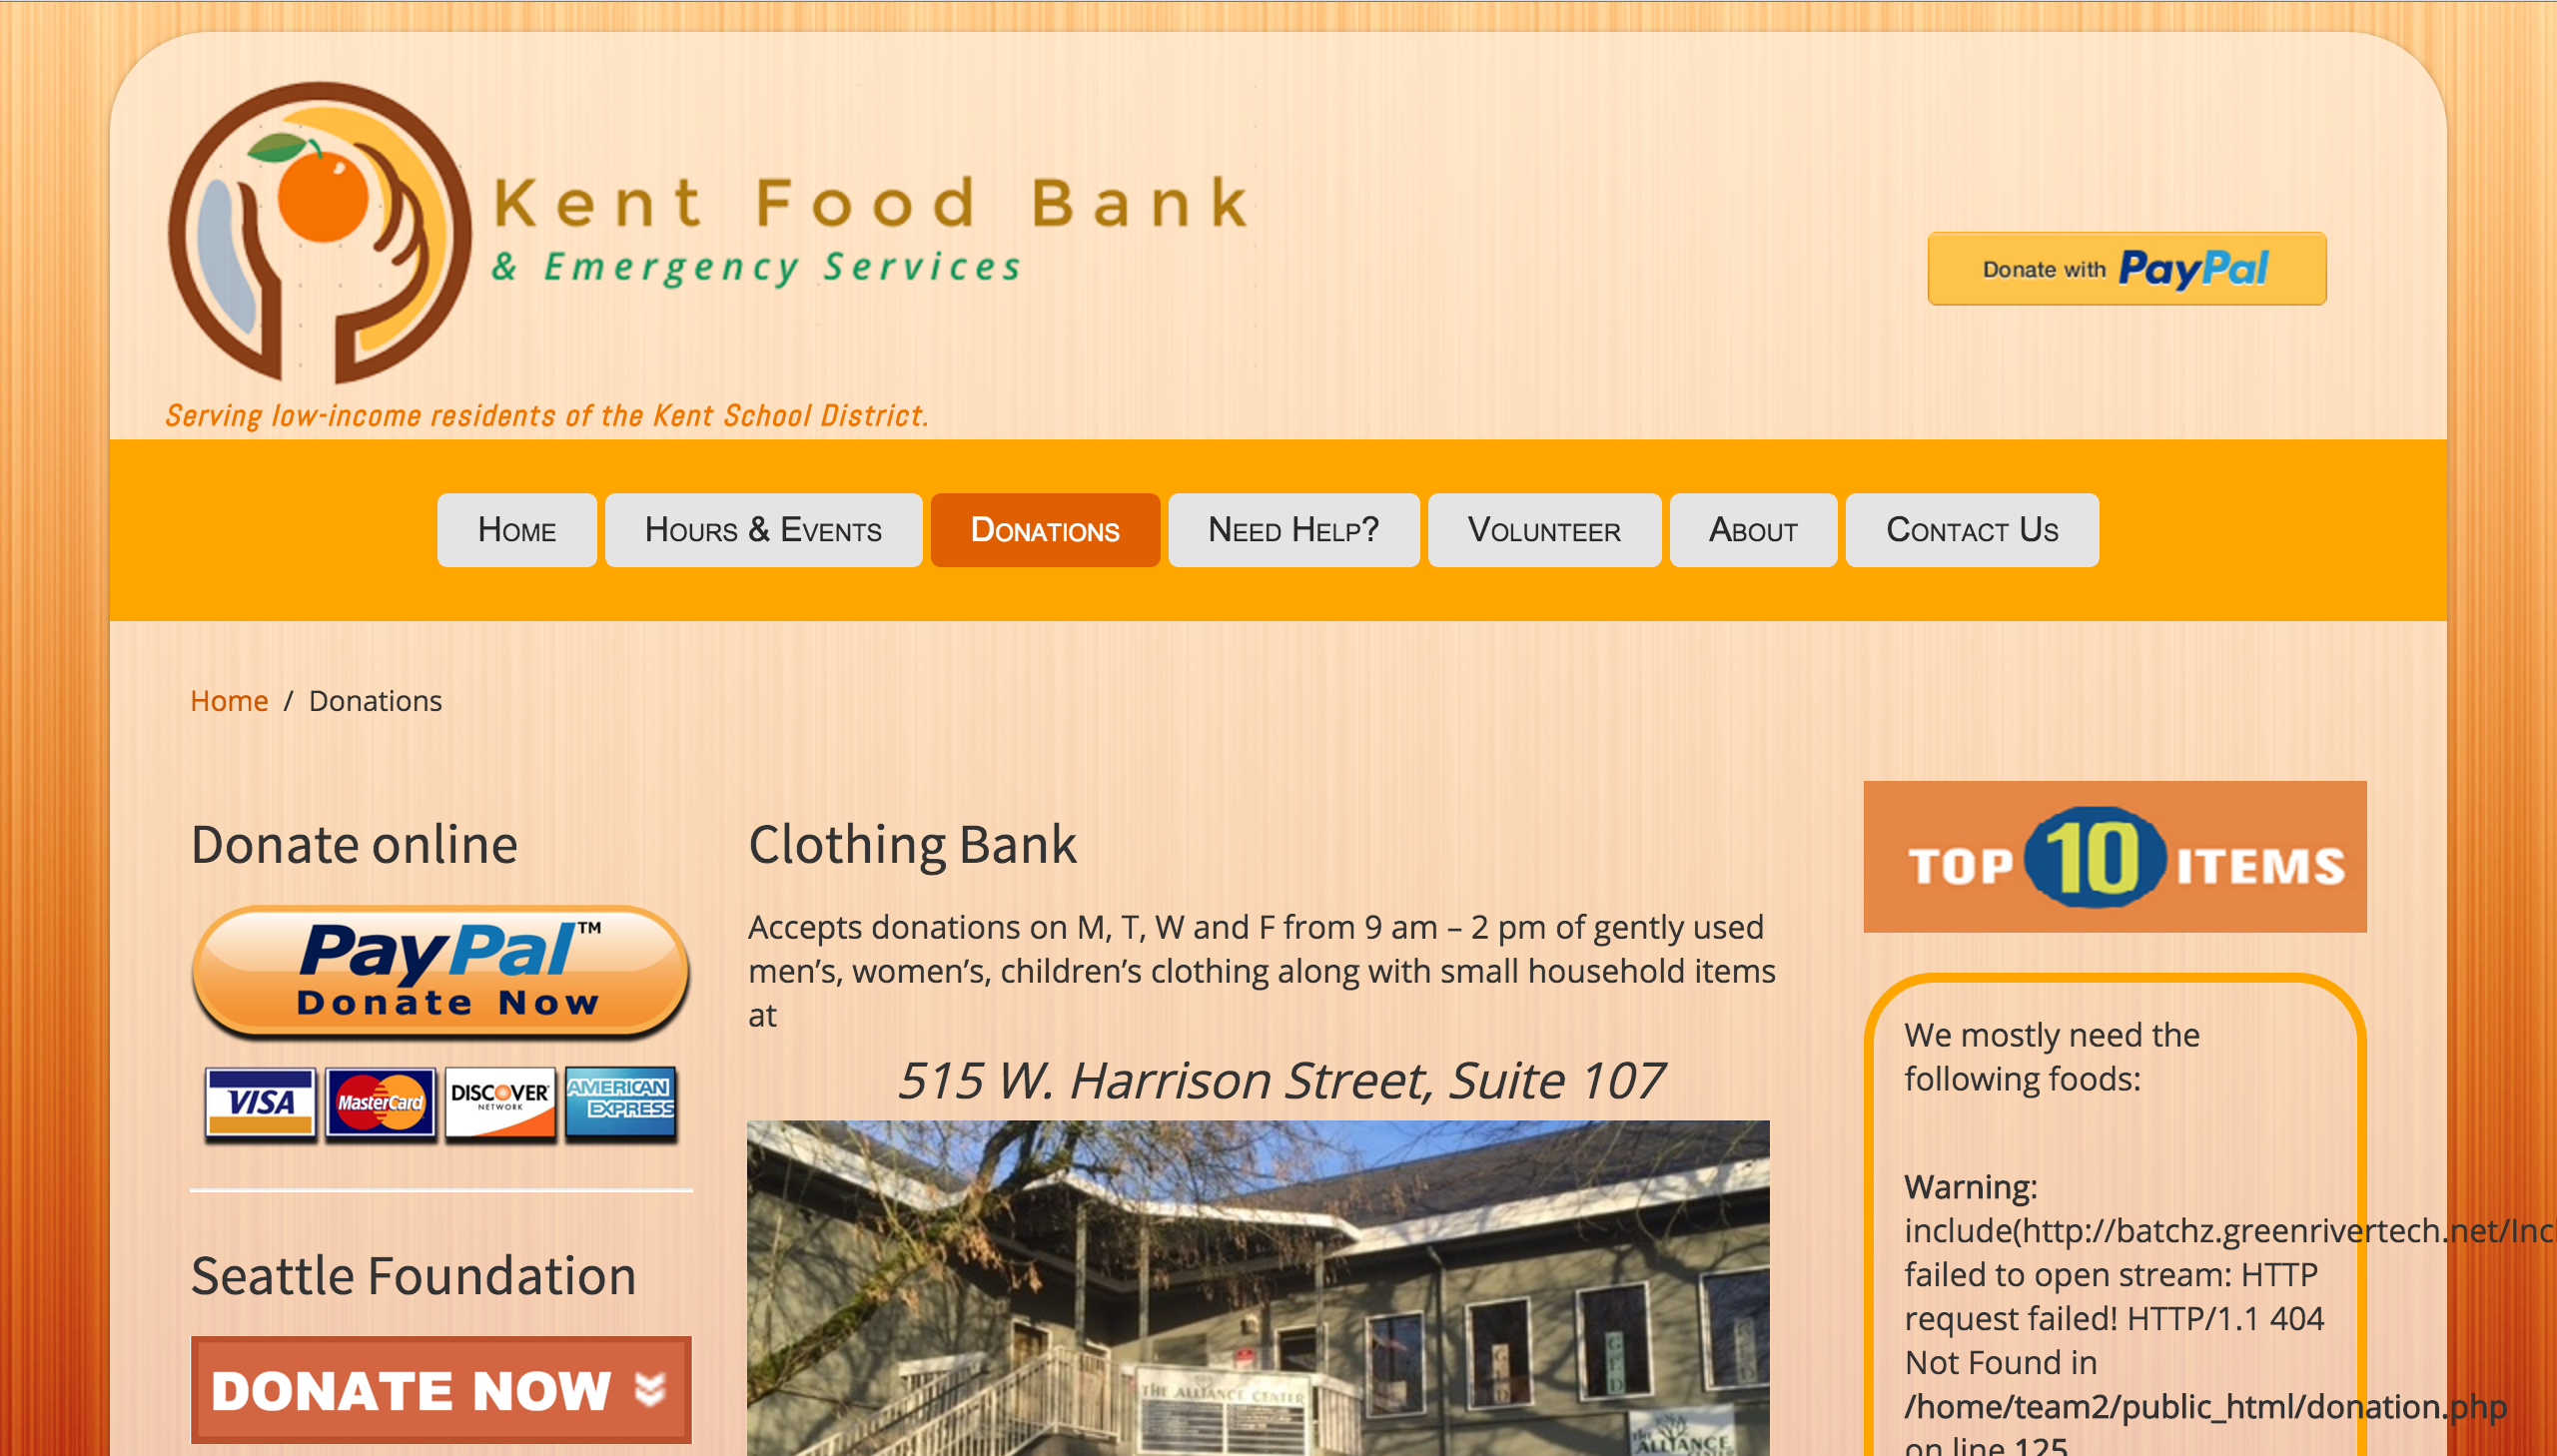 Kent Food Bank
& Emergency Services
Donate with PayPal
Serving low-income residents of the Kent School District.
Home
Hours & Events
Donations
Need Help?
Volunteer
About
Contact Us
Home / Donations
Donate online
PayPal™
Donate Now
VISA
MasterCard
DISCOVER
NETWORK
AMERICAN
EXPRESS
Seattle Foundation
DONATE NOW
Clothing Bank
Accepts donations on M, T, W and F from 9 am – 2 pm of gently used
men’s, women’s, children’s clothing along with small household items
at
515 W. Harrison Street, Suite 107
THE ALLIANCE CENTER
GED
THE
ALLIANCE
TOP 10 ITEMS
We mostly need the
following foods:
Warning:
include(http://batchz.greenrivertech.net/Inc
failed to open stream: HTTP
request failed! HTTP/1.1 404
Not Found in
/home/team2/public_html/donation.php
on line 125